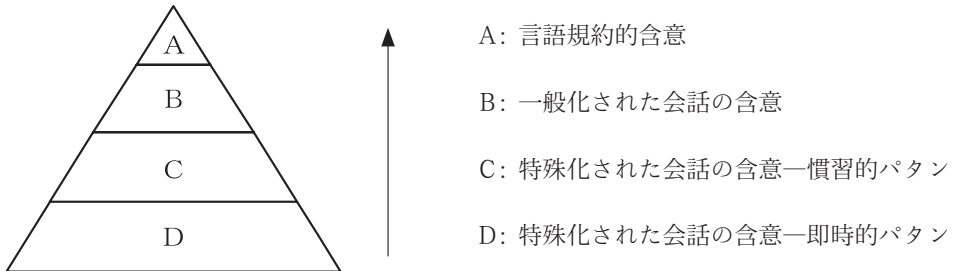 A
B
C
D
A: 言語規約的含意
B: 一般化された会話の含意
C: 特殊化された会話の含意―慣習的パタン
D: 特殊化された会話の含意―即時的パタン